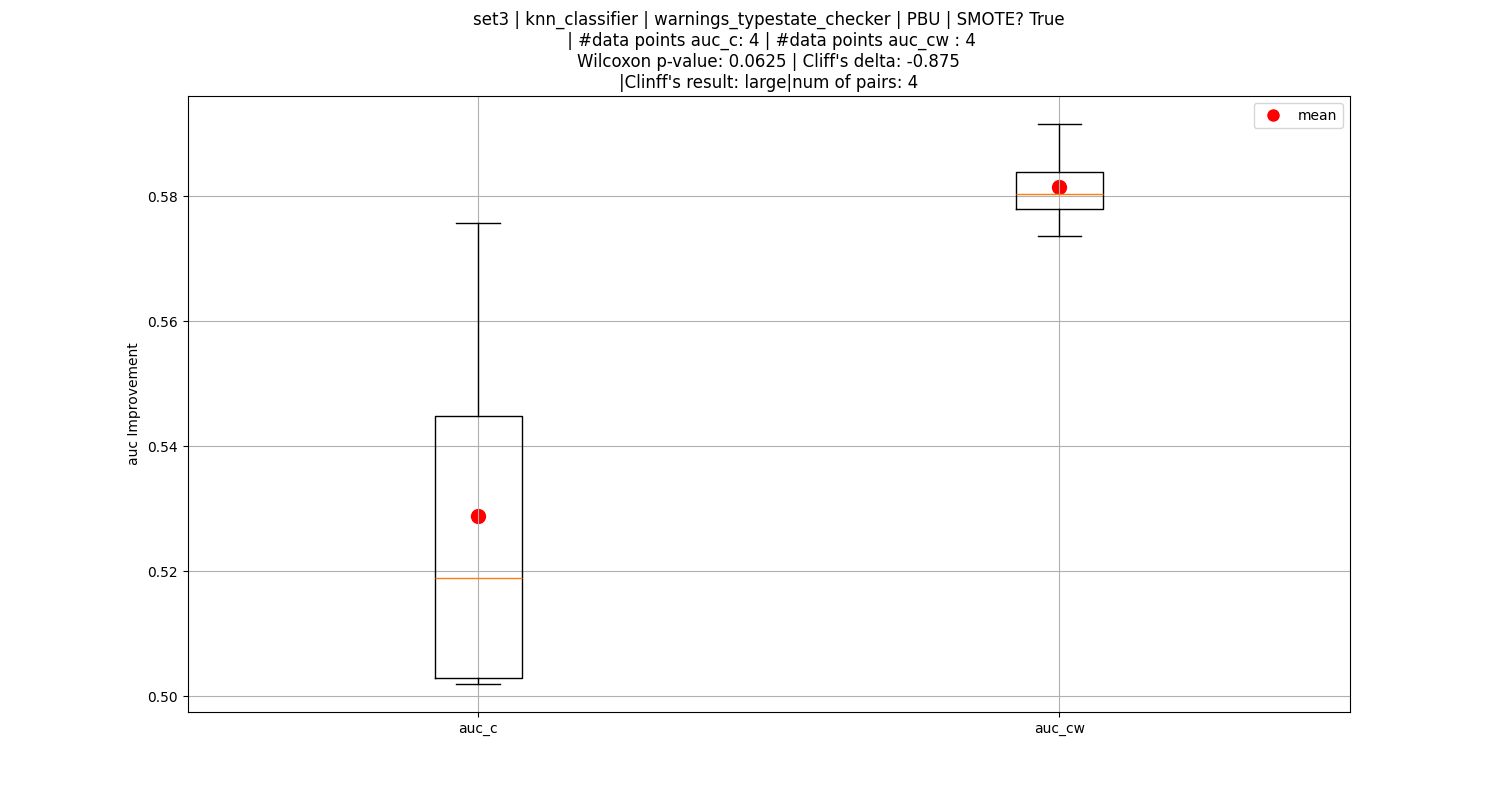 set3 | knn_classifier | warnings_typestate_checker | PBU | SMOTE? True
| #data points auc_c: 4 | #data points auc_cw : 4
Wilcoxon p-value: 0.0625 | Cliff's delta: -0.875
|Clinff's result: large|num of pairs: 4
mean
auc Improvement
0.58
0.56
0.54
0.52
0.50
auc_c
auc_cw